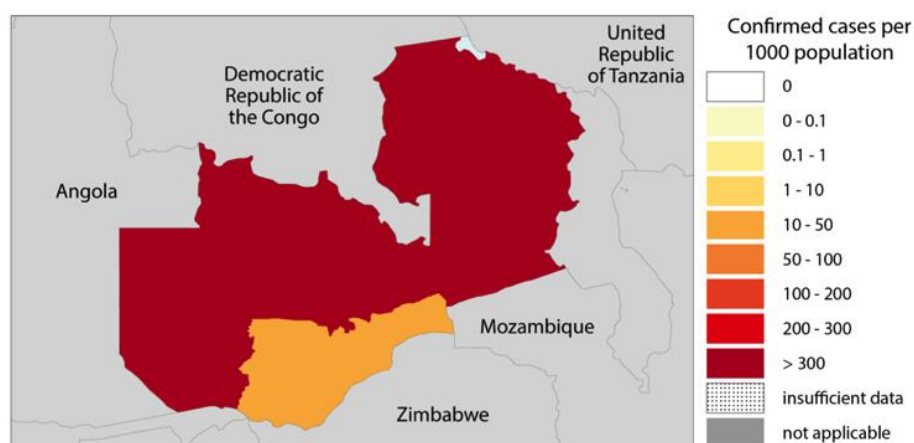 Democratic
Republic of
the Congo
United
Republic
of Tanzania
Angola
Mozambique
Zimbabwe
Confirmed cases per
1000 population
0
0 - 0.1
0.1 - 1
1 - 10
10 - 50
50 - 100
100 - 200
200 - 300
> 300
insufficient data
not applicable